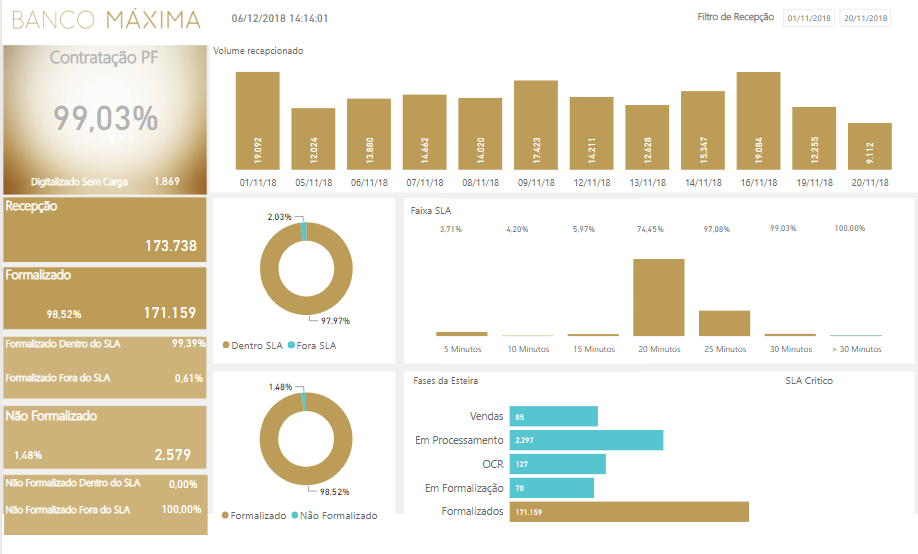 BANCO MÁXIMA
06/12/2018 14:14:01
Filtro de Recepção 01/11/2018 20/11/2018
Contratação PF
99,03%
Digitalizado Sem Carga 1.869
Volume recepcionado
19.092 12.024 13.880 14.662 14.020 17.423 14.211 12.628 15.347 19.084 12.255 9.112
01/11/18 05/11/18 06/11/18 07/11/18 08/11/18 09/11/18 12/11/18 13/11/18 14/11/18 16/11/18 19/11/18 20/11/18
Recepção
173.738
Formalizado
98,52% 171.159
Formalizado Dentro do SLA 99,39%
Formalizado Fora do SLA 0,61%
Não Formalizado
1,48% 2.579
Não Formalizado Dentro do SLA 0,00%
Não Formalizado Fora do SLA 100,00%
2,03%
97,97%
Dentro SLA Fora SLA
Faixa SLA
3,71% 4,20% 5,97% 74,45% 97,08% 99,03% 100,00%
5 Minutos 10 Minutos 15 Minutos 20 Minutos 25 Minutos 30 Minutos > 30 Minutos
1,48%
98,52%
Formalizado Não Formalizado
Fases da Esteira SLA Critico
Vendas 85
Em Processamento 2.297
OCR 127
Em Formalização 70
Formalizados 171.159